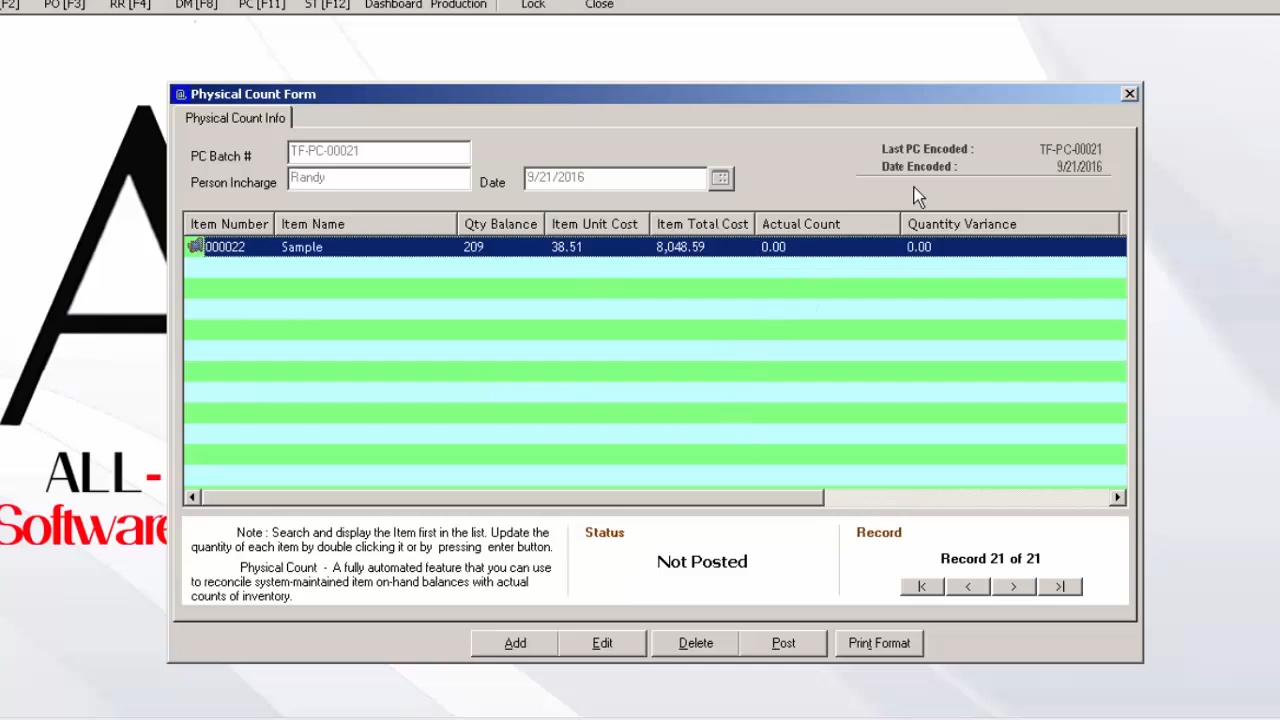 [F2] PO [F3] RR [F4] DM [F8] PC [F11] ST [F12] Dashboard Production Lock Close
Physical Count Form
Physical Count Info
PC Batch # TF-PC-00021
Person Incharge Randy Date 9/21/2016
Last PC Encoded : TF-PC-00021
Date Encoded : 9/21/2016
Item Number Item Name Qty Balance Item Unit Cost Item Total Cost Actual Count Quantity Variance
000022 Sample 209 38.51 8,048.59 0.00 0.00
ALL-
Software
Note : Search and display the Item first in the list. Update the
quantity of each item by double clicking it or by pressing enter button.
Physical Count - A fully automated feature that you can use
to reconcile system-maintained item on-hand balances with actual
counts of inventory.
Status
Not Posted
Record
Record 21 of 21
|< < > >|
Add Edit Delete Post Print Format